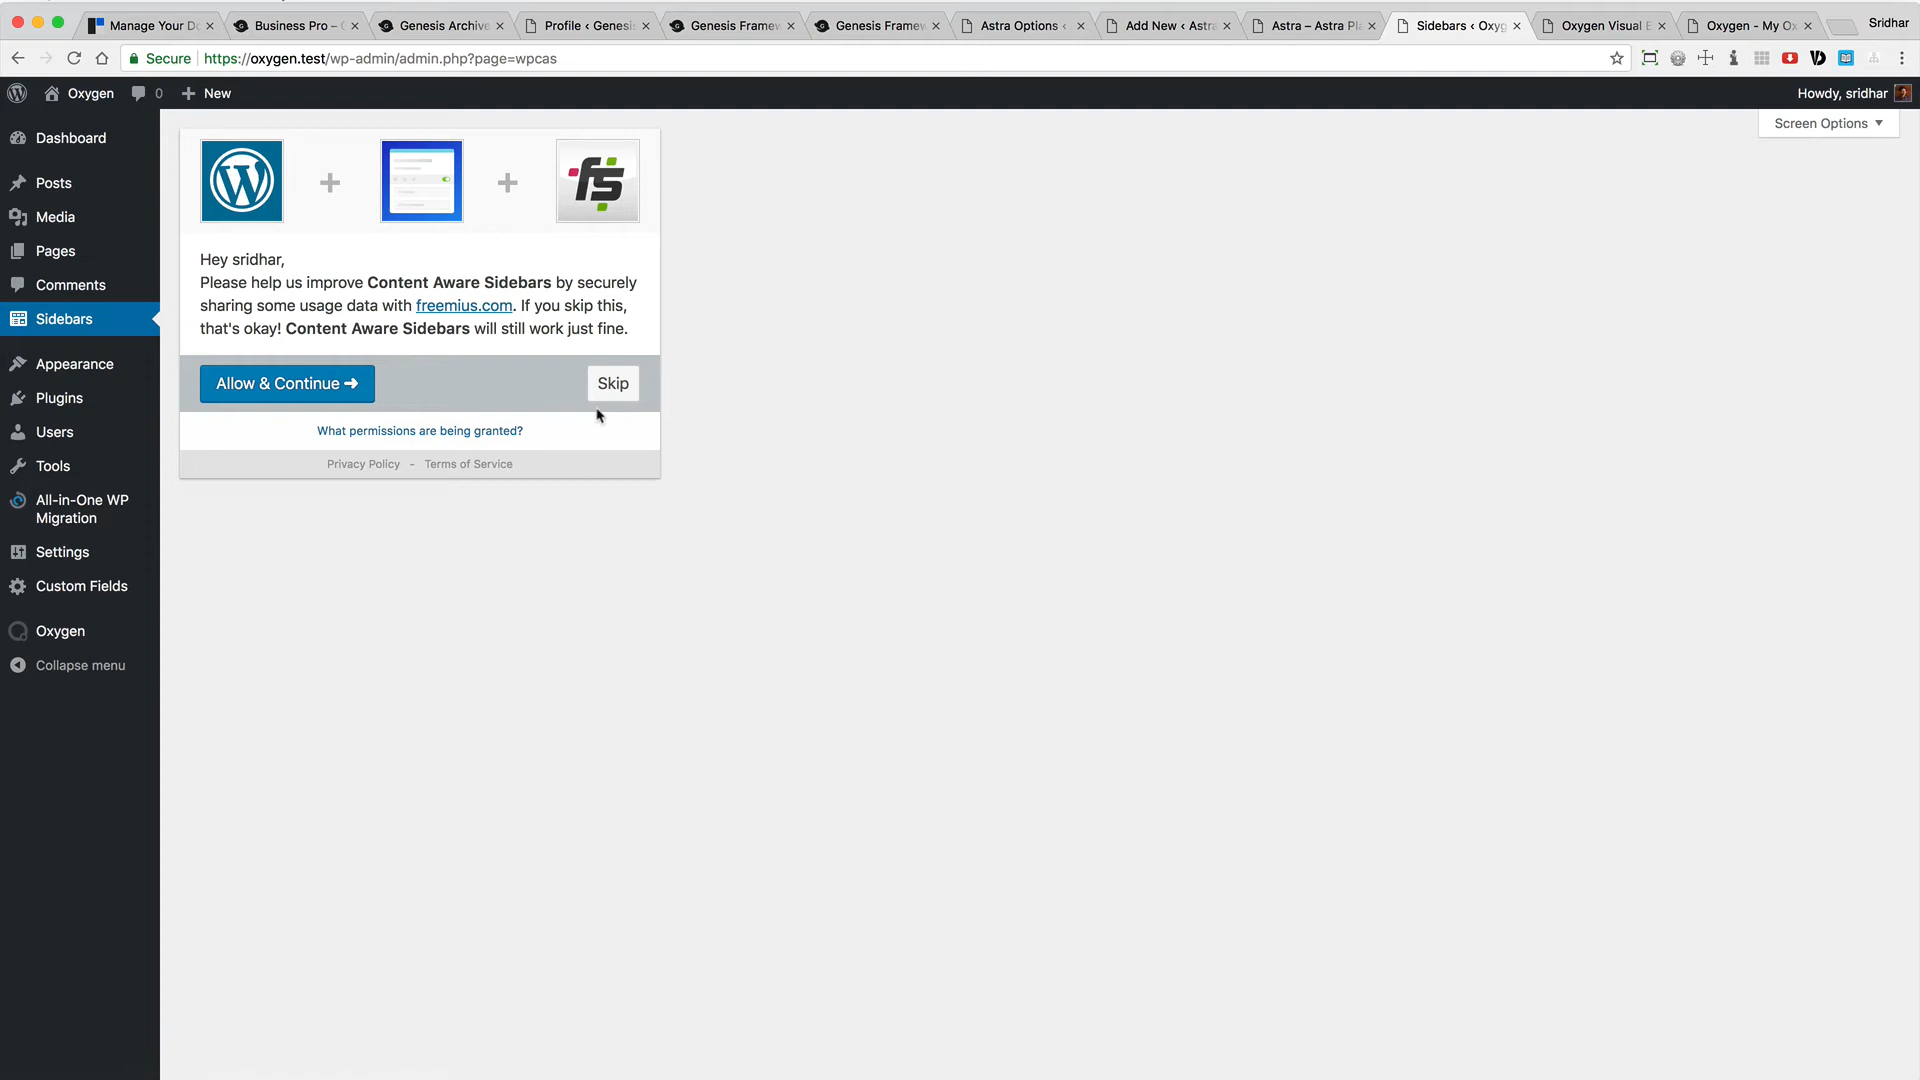 Manage Your Do
Business Pro – G
Genesis Archive
Profile ‹ Genesis
Genesis Framew
Genesis Framew
Astra Options ‹
Add New ‹ Astra
Astra – Astra Pla
Sidebars ‹ Oxyg
Oxygen Visual E
Oxygen - My Ox
Sridhar
Secure
https://oxygen.test/wp-admin/admin.php?page=wpcas
Oxygen
0
New
Howdy, sridhar
Screen Options
Dashboard
Posts
Media
Pages
Comments
Sidebars
Appearance
Plugins
Users
Tools
All-in-One WP
Migration
Settings
Custom Fields
Oxygen
Collapse menu
Hey sridhar,
Please help us improve Content Aware Sidebars by securely
sharing some usage data with freemius.com. If you skip this,
that's okay! Content Aware Sidebars will still work just fine.
Allow & Continue ➜
Skip
What permissions are being granted?
Privacy Policy - Terms of Service